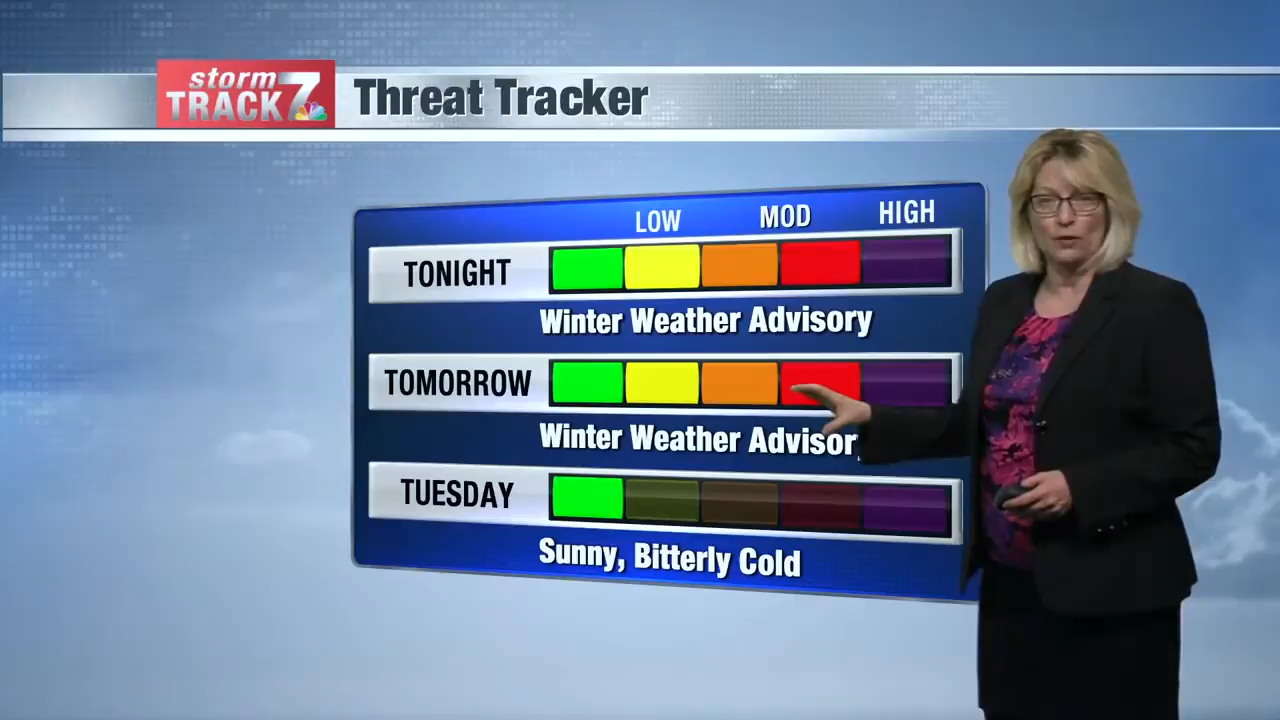 storm
TRACK 7
Threat Tracker
LOW MOD HIGH
TONIGHT
Winter Weather Advisory
TOMORROW
Winter Weather Advisor
TUESDAY
Sunny, Bitterly Cold